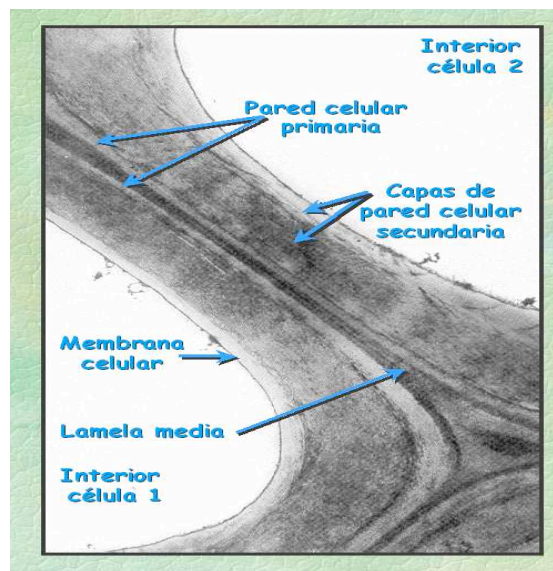 Interior
célula 2
Pared celular
primaria
Capas de
pared celular
secundaria
Membrana
celular
Lamela media
Interior
célula 1